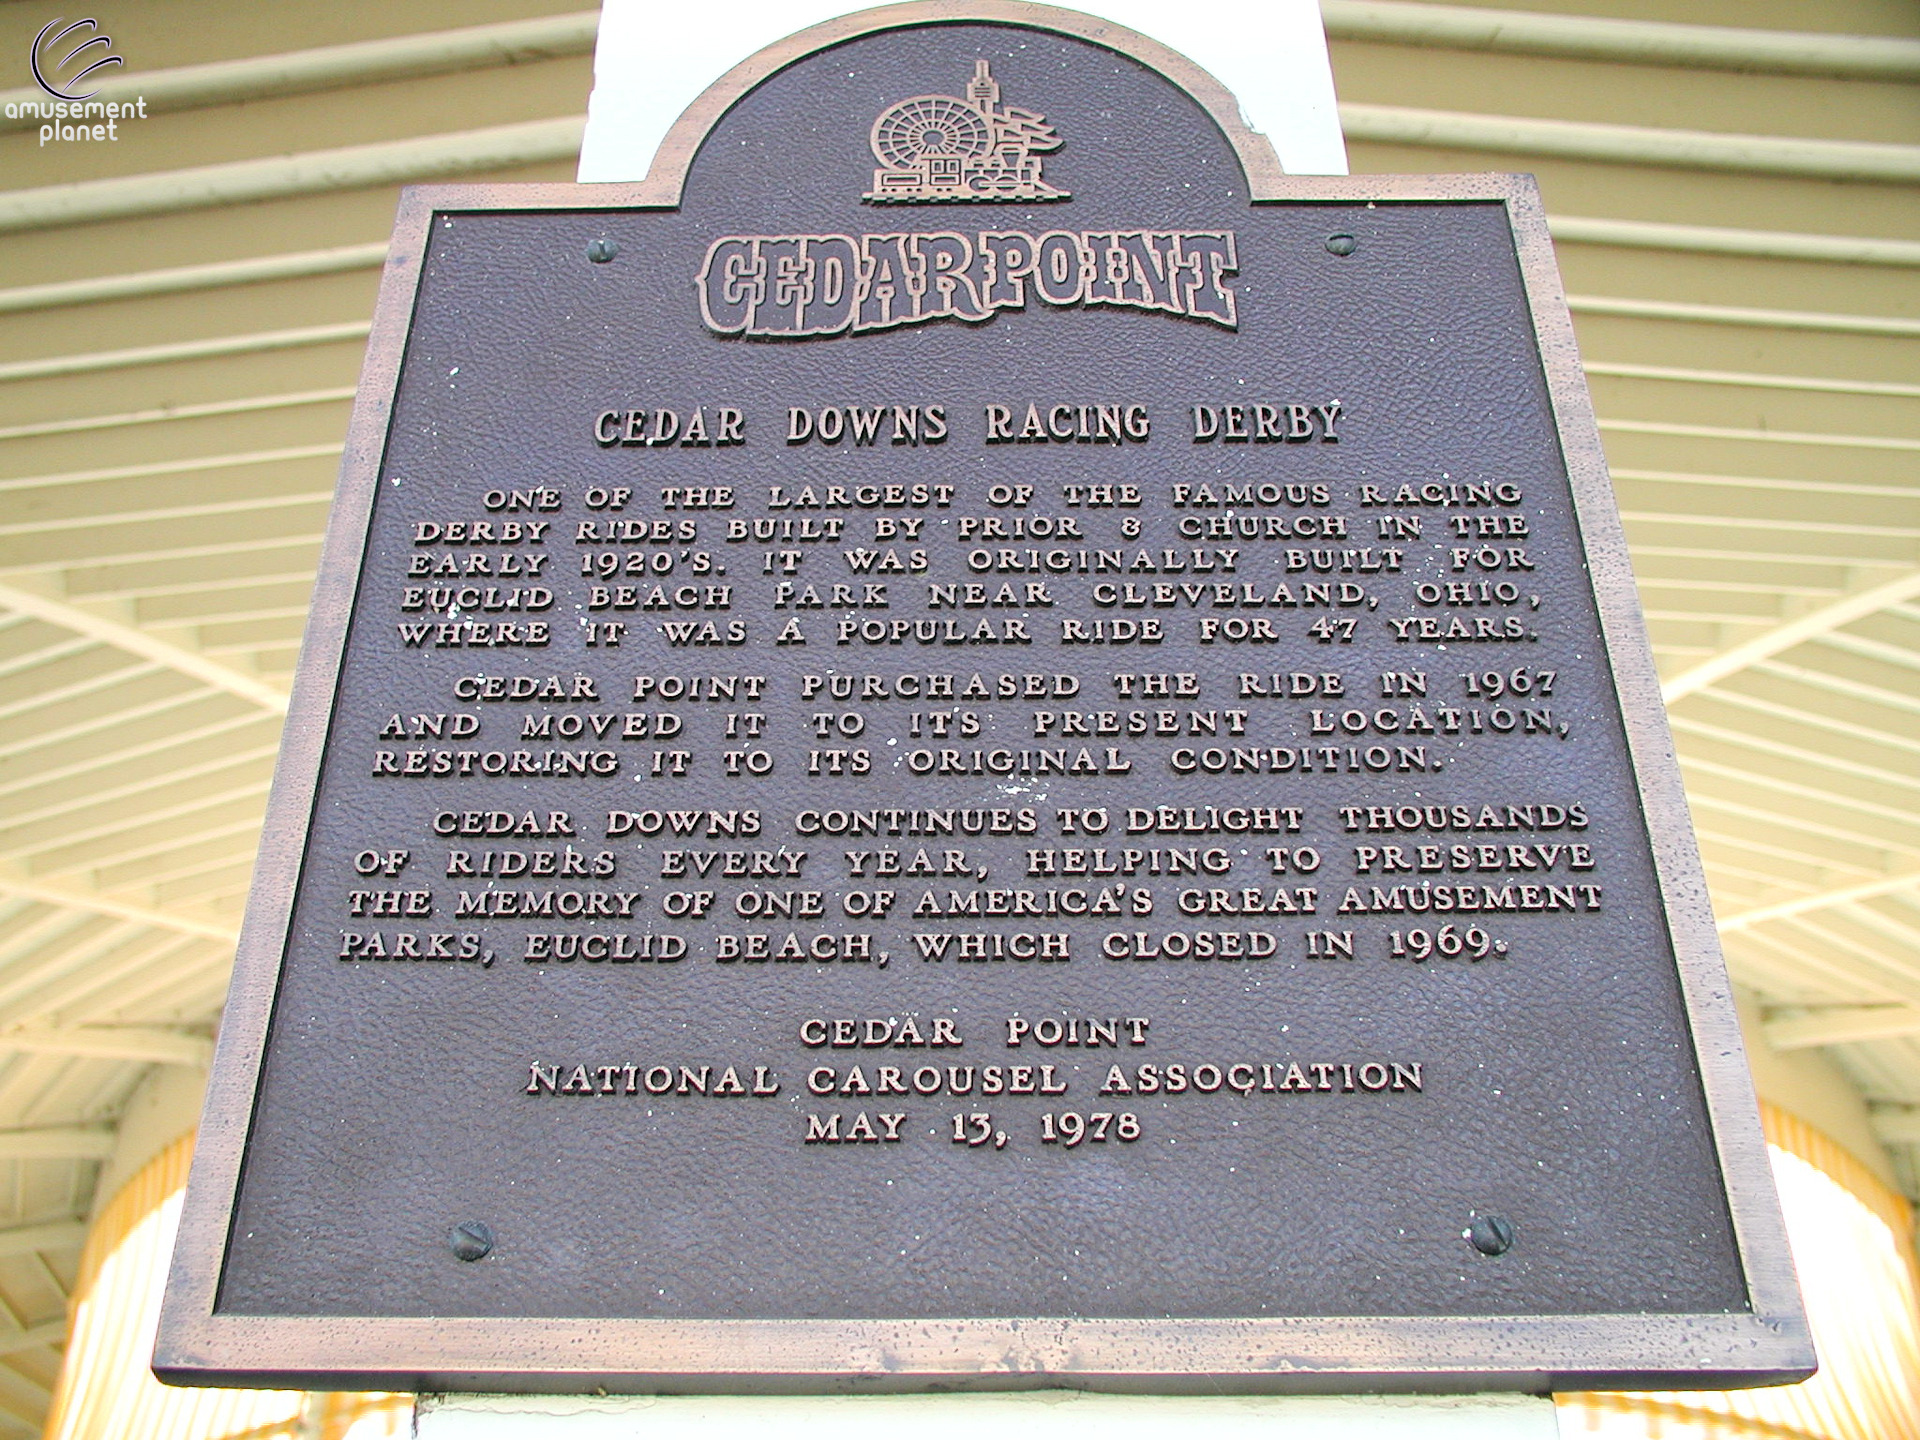 amusement
planet
CEDAR POINT
CEDAR DOWNS RACING DERBY
ONE OF THE LARGEST OF THE FAMOUS RACING
DERBY RIDES BUILT BY PRIOR & CHURCH IN THE
EARLY 1920'S. IT WAS ORIGINALLY BUILT FOR
EUCLID BEACH PARK NEAR CLEVELAND, OHIO,
WHERE IT WAS A POPULAR RIDE FOR 47 YEARS.
CEDAR POINT PURCHASED THE RIDE IN 1967
AND MOVED IT TO ITS PRESENT LOCATION,
RESTORING IT TO ITS ORIGINAL CONDITION.
CEDAR DOWNS CONTINUES TO DELIGHT THOUSANDS
OF RIDERS EVERY YEAR, HELPING TO PRESERVE
THE MEMORY OF ONE OF AMERICA'S GREAT AMUSEMENT
PARKS, EUCLID BEACH, WHICH CLOSED IN 1969.
CEDAR POINT
NATIONAL CAROUSEL ASSOCIATION
MAY 13, 1978